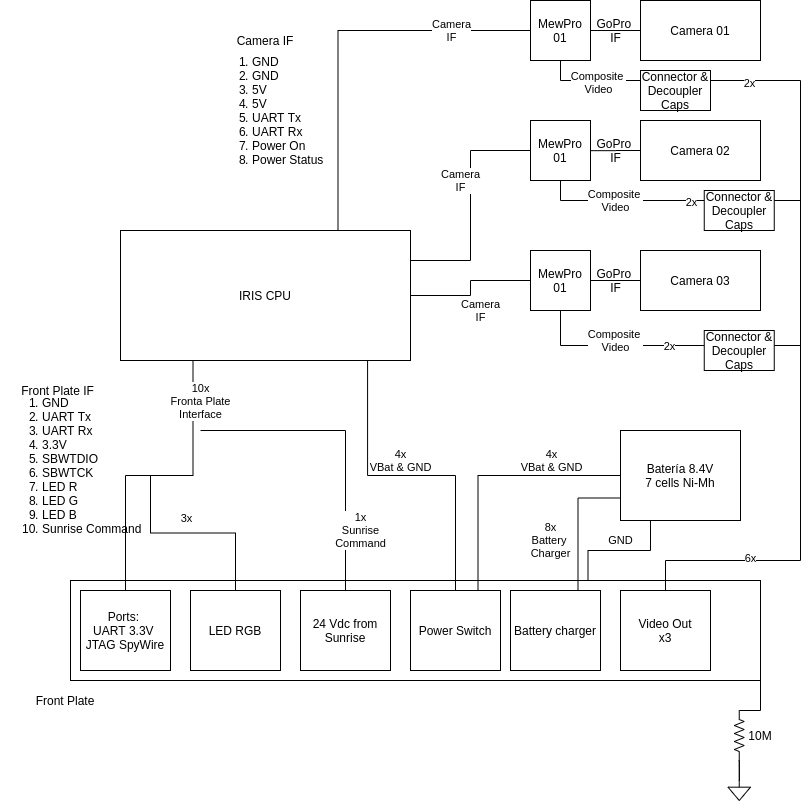 Camera IF
MewPro
01
GoPro
IF
Camera 01
Camera IF
1. GND
2. GND
3. 5V
4. 5V
5. UART Tx
6. UART Rx
7. Power On
8. Power Status
Composite
Video
Connector &
Decoupler
Caps
2x
MewPro
01
GoPro
IF
Camera 02
Camera
IF
Composite
Video
2x
Connector &
Decoupler
Caps
IRIS CPU
MewPro
01
GoPro
IF
Camera 03
Camera
IF
Composite
Video
2x
Connector &
Decoupler
Caps
Front Plate IF
1. GND
2. UART Tx
3. UART Rx
4. 3.3V
5. SBWTDIO
6. SBWTCK
7. LED R
8. LED G
9. LED B
10. Sunrise Command
10x
Fronta Plate
Interface
3x
1x
Sunrise
Command
4x
VBat & GND
4x
VBat & GND
Batería 8.4V
7 cells Ni-Mh
8x
Battery
Charger
GND
6x
Ports:
UART 3.3V
JTAG SpyWire
LED RGB
24 Vdc from
Sunrise
Power Switch
Battery charger
Video Out
x3
Front Plate
10M